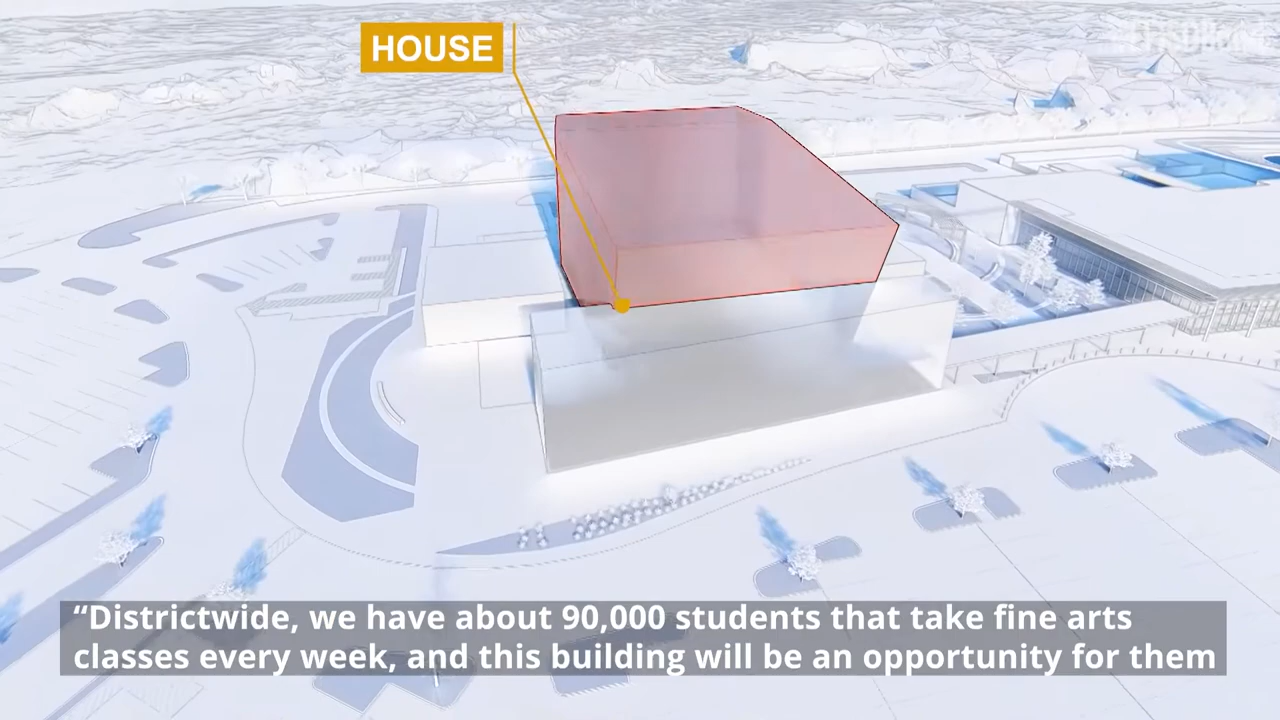 HOUSE
“Districtwide, we have about 90,000 students that take fine arts
classes every week, and this building will be an opportunity for them